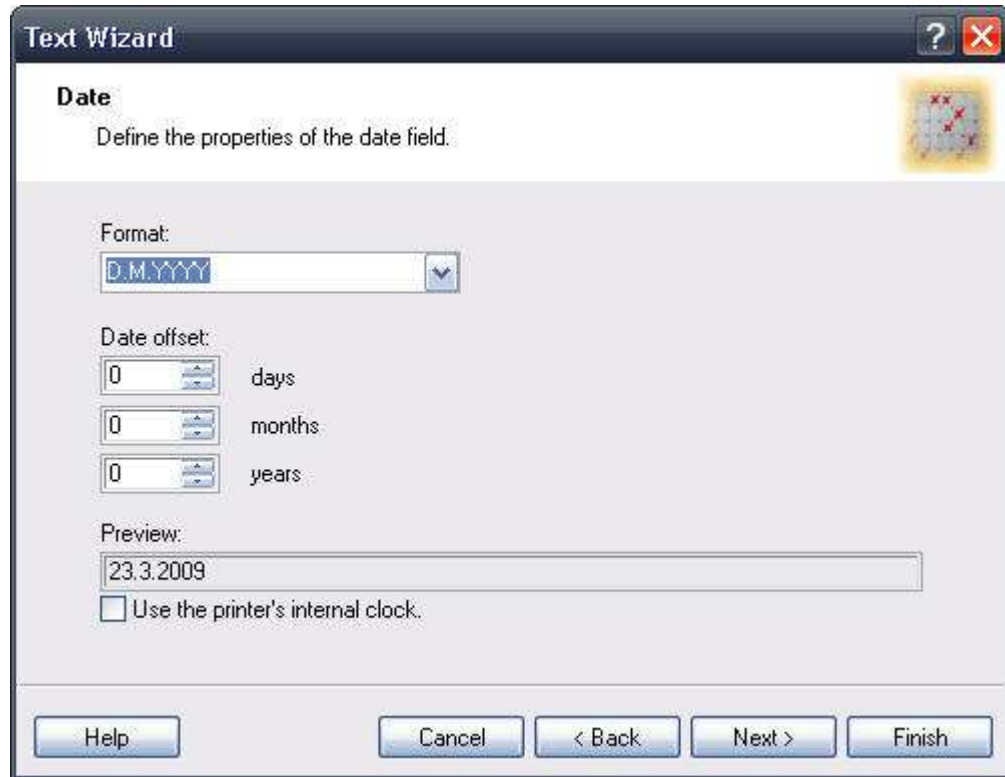 Text Wizard
?
Date
Define the properties of the date field.
Format:
D.M.YYYY
Date offset:
0 days
0 months
0 years
Preview:
23.3.2009
Use the printer's internal clock.
Help Cancel < Back Next > Finish